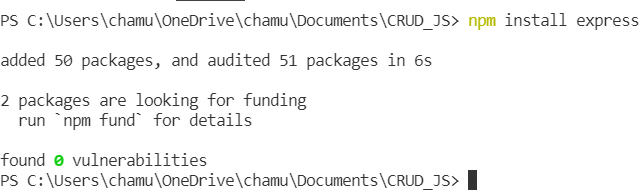 PS C:\Users\chamu\OneDrive\chamu\Documents\CRUD_JS> npm install express
added 50 packages, and audited 51 packages in 6s
2 packages are looking for funding
  run `npm fund` for details
found 0 vulnerabilities
PS C:\Users\chamu\OneDrive\chamu\Documents\CRUD_JS>